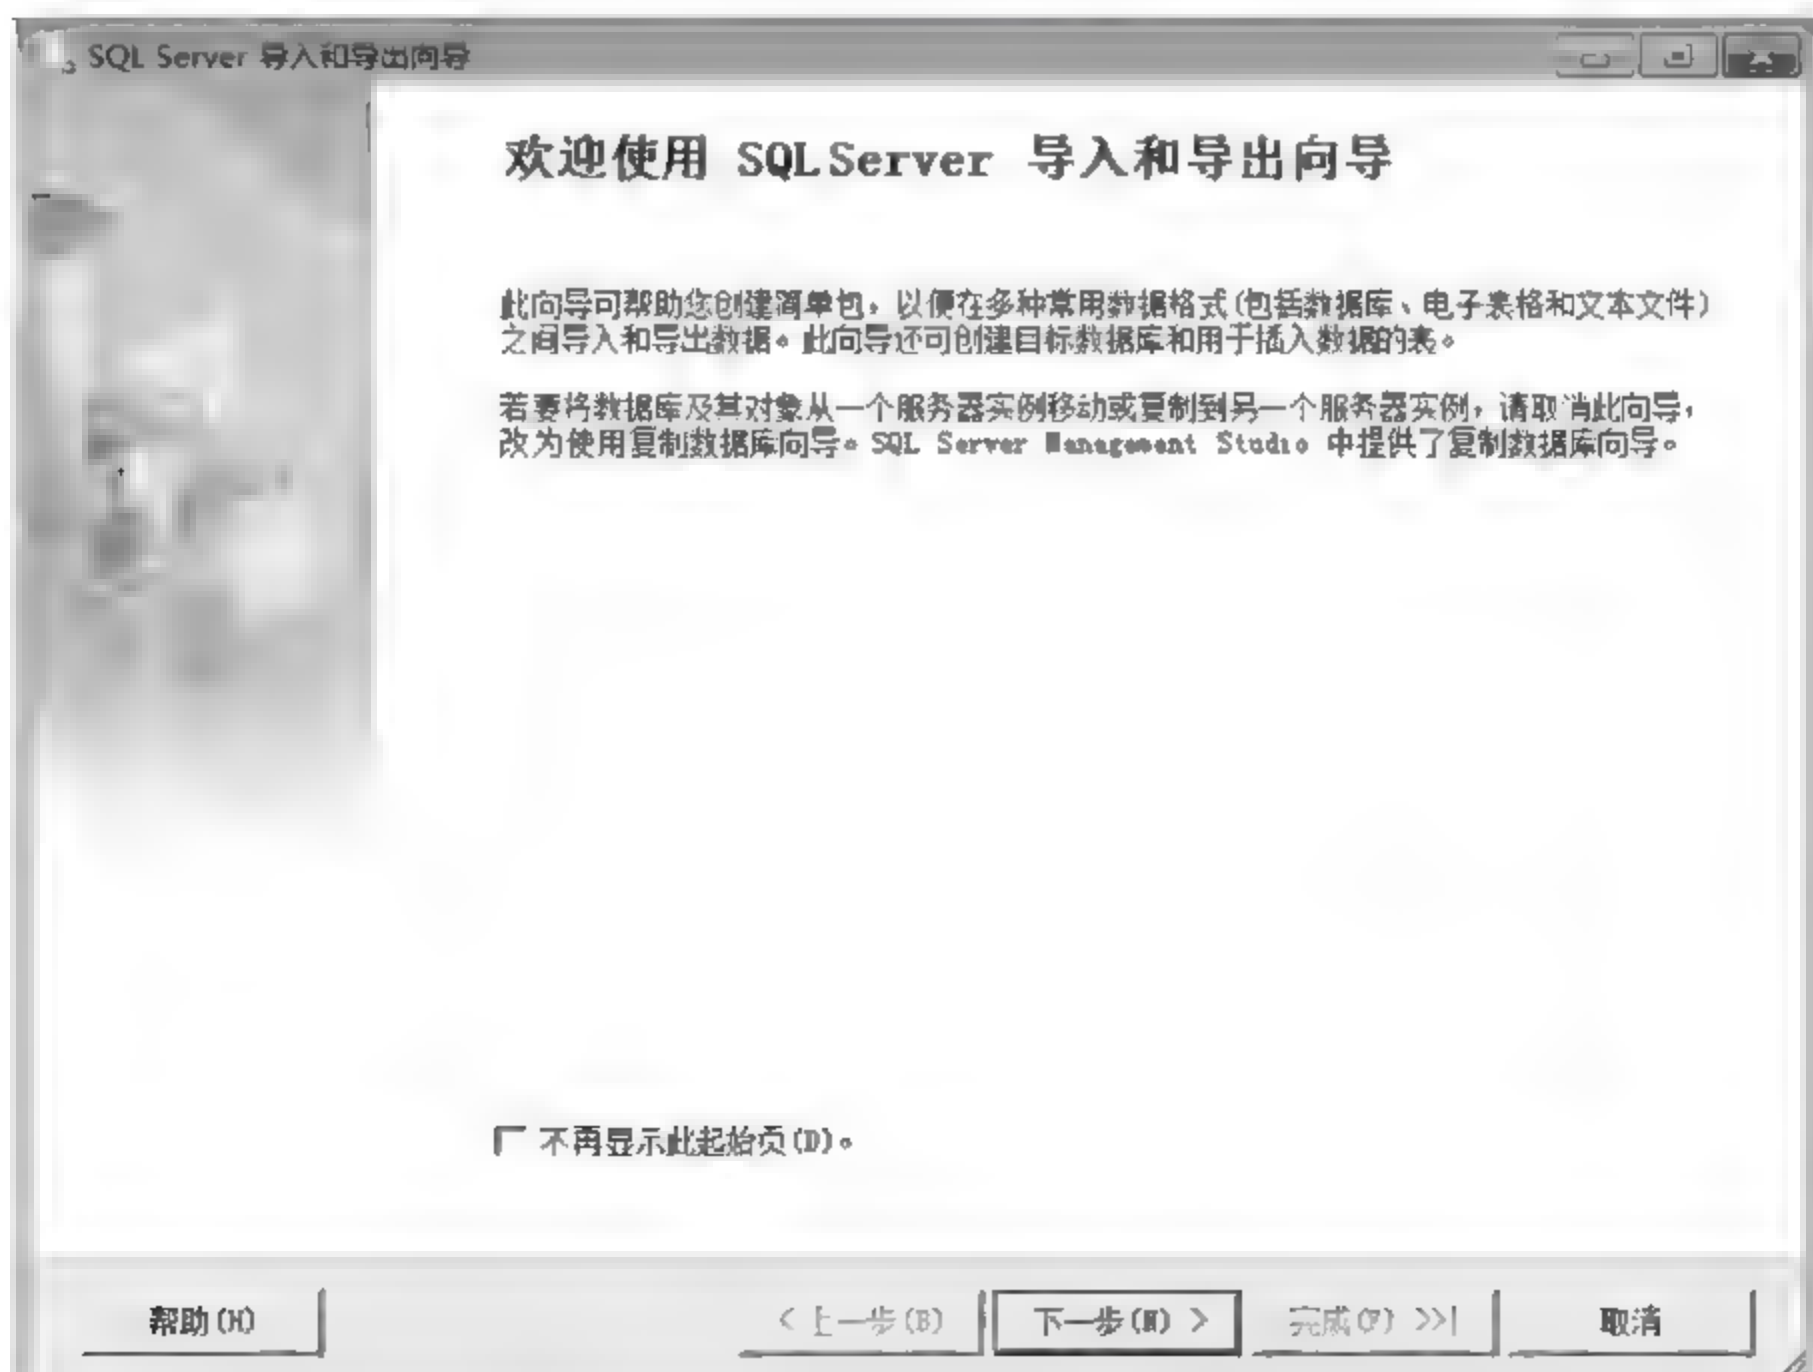 SQL Server 导入和导出向导
欢迎使用 SQL Server 导入和导出向导
此向导可帮助您创建简单包，以便在多种常用数据格式(包括数据库、电子表格和文本文件)
之间导入和导出数据。此向导还可创建目标数据库和用于插入数据的表。
若要将数据库及其对象从一个服务器实例移动或复制到另一个服务器实例，请取消此向导，
改为使用复制数据库向导。SQL Server Management Studio 中提供了复制数据库向导。
不再显示此起始页(D)。
帮助(H) < 上一步(B) 下一步(N) > 完成(F) >>| 取消